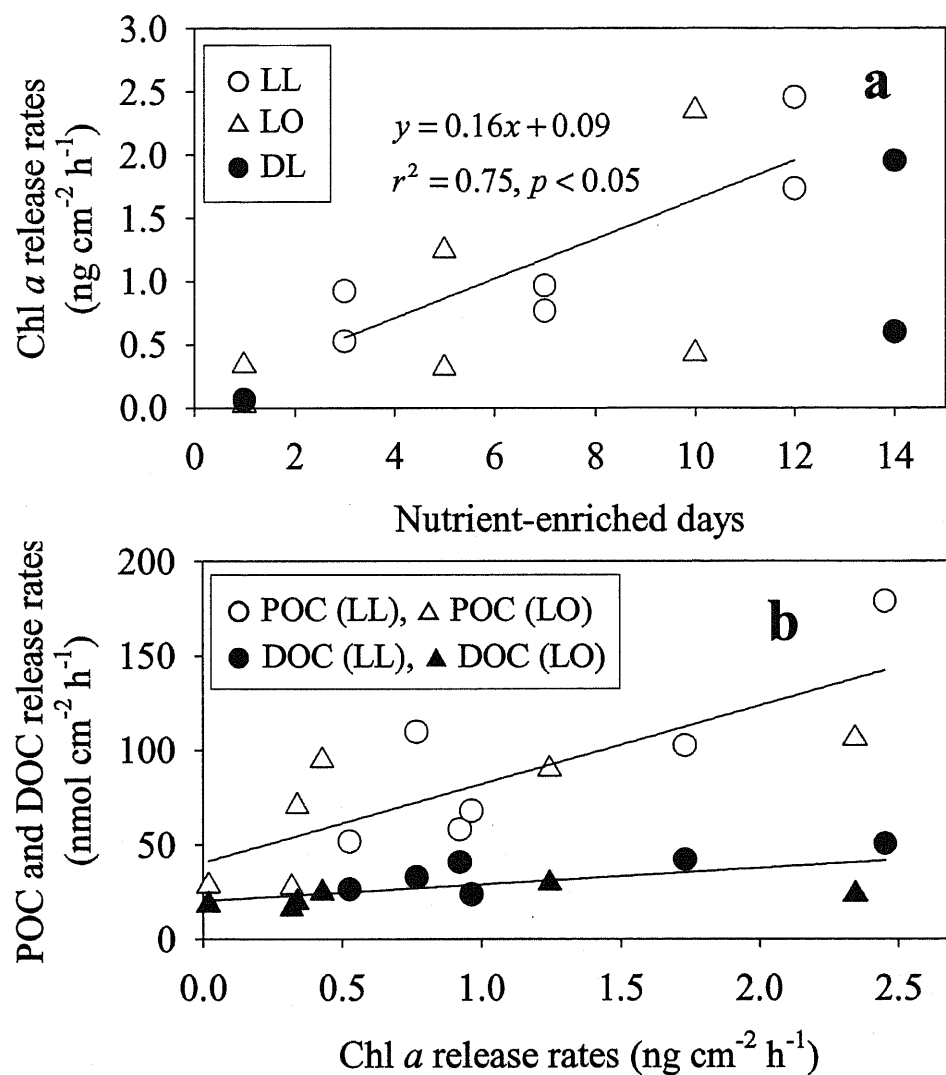 3.0
2.5
2.0
1.5
1.0
0.5
0.0
Chl a release rates
(ng cm⁻² h⁻¹)
LL
LO
DL
y = 0.16x + 0.09
r² = 0.75, p < 0.05
a
0 2 4 6 8 10 12 14
Nutrient-enriched days
200
150
100
50
0
POC and DOC release rates
(nmol cm⁻² h⁻¹)
POC (LL), POC (LO)
DOC (LL), DOC (LO)
b
0.0 0.5 1.0 1.5 2.0 2.5
Chl a release rates (ng cm⁻² h⁻¹)